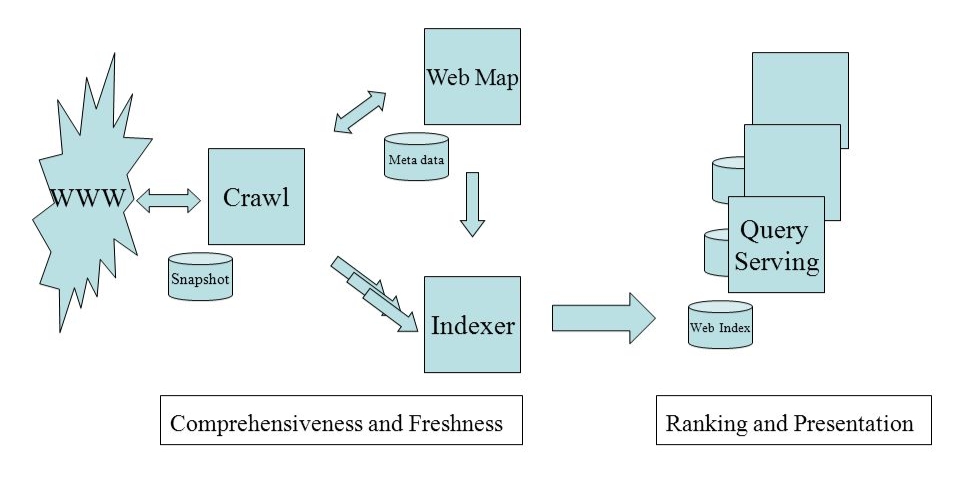 Web Map
Meta data
WWW
Crawl
Snapshot
Indexer
Query
Serving
Web Index
Comprehensiveness and Freshness
Ranking and Presentation